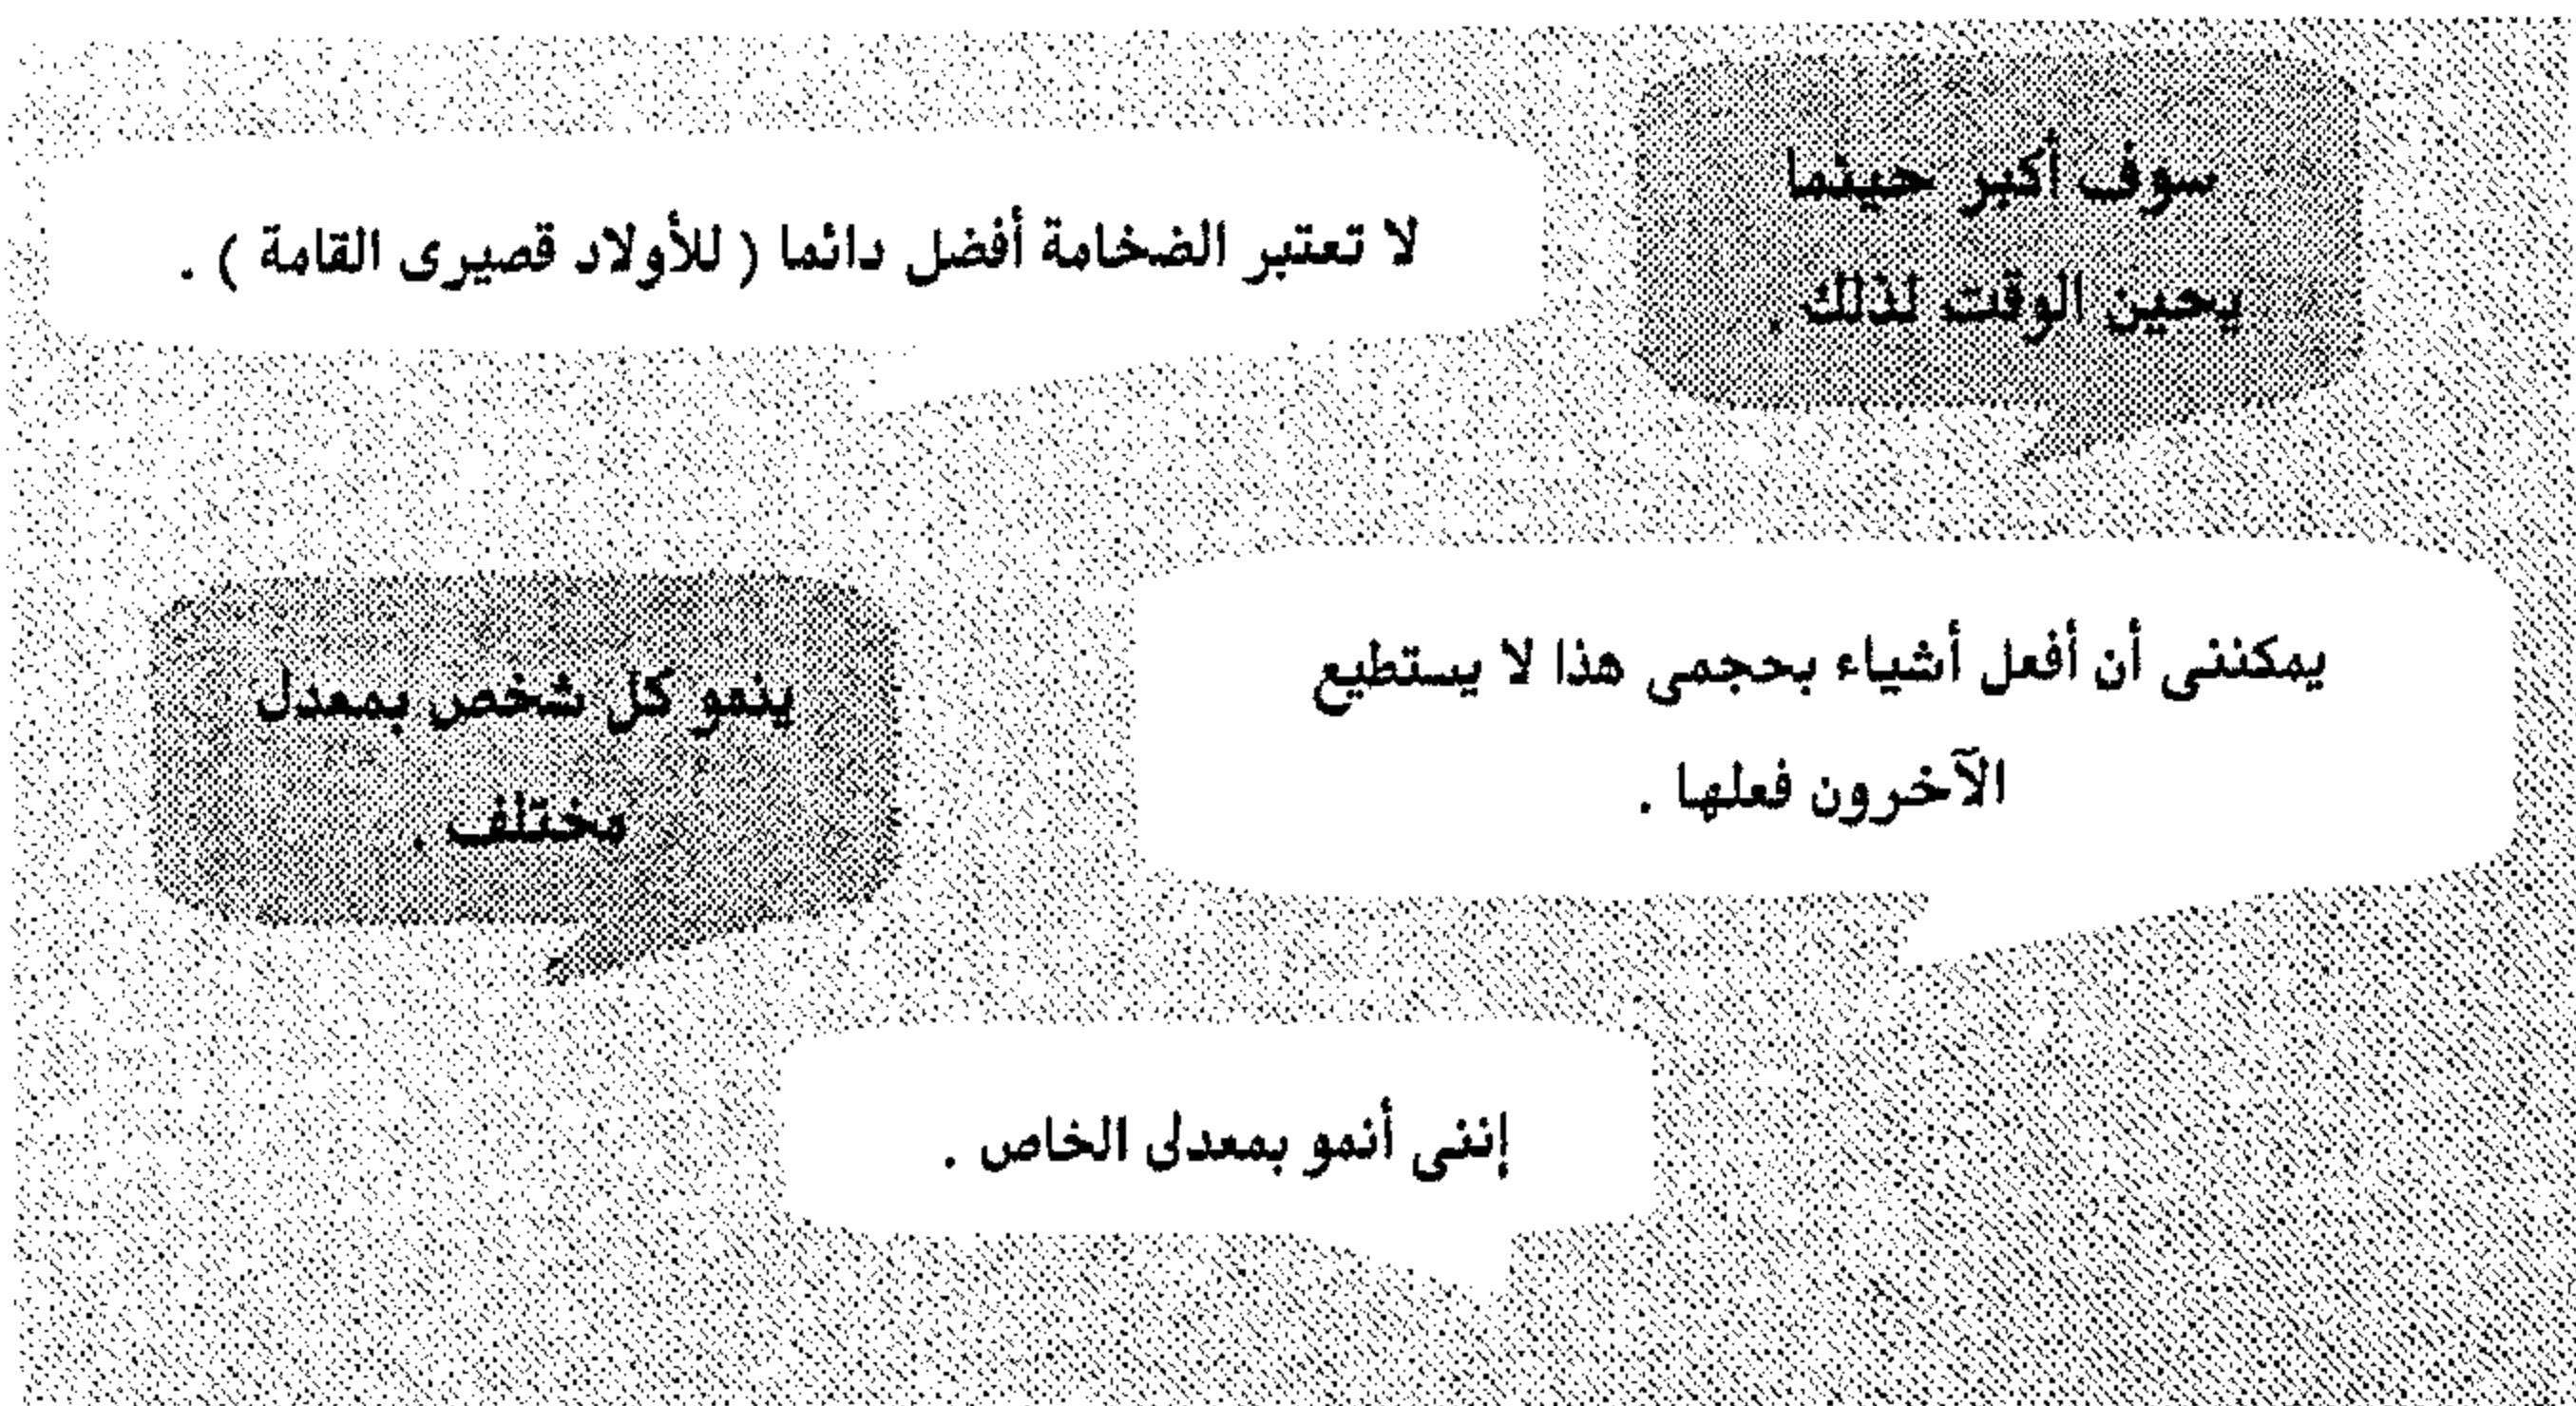 سوف أكبر حينما
يحين الوقت لذلك .
لا تعتبر الضخامة أفضل دائما ( للأولاد قصيرى القامة ) .
يمكننى أن أفعل أشياء بحجمى هذا لا يستطيع
الآخرون فعلها .
ينمو كل شخص بمعدل
مختلف .
إننى أنمو بمعدلى الخاص .